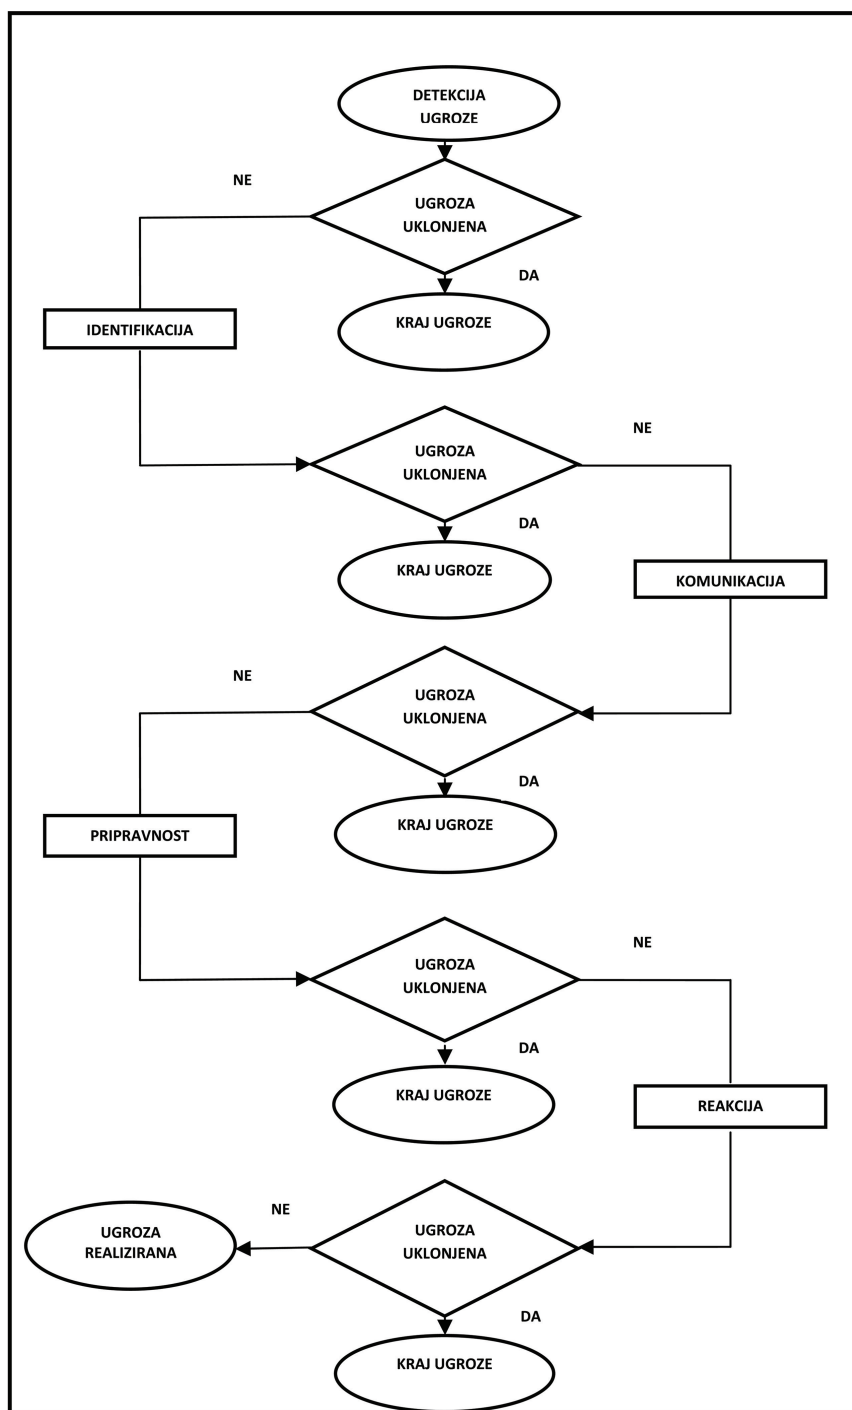 DETEKCIJA
UGROZE
NE
UGROZA
UKLONJENA
DA
KRAJ UGROZE
IDENTIFIKACIJA
UGROZA
UKLONJENA
NE
DA
KRAJ UGROZE
KOMUNIKACIJA
NE
UGROZA
UKLONJENA
DA
KRAJ UGROZE
PRIPRAVNOST
UGROZA
UKLONJENA
NE
DA
KRAJ UGROZE
REAKCIJA
UGROZA
REALIZIRANA
NE
UGROZA
UKLONJENA
DA
KRAJ UGROZE